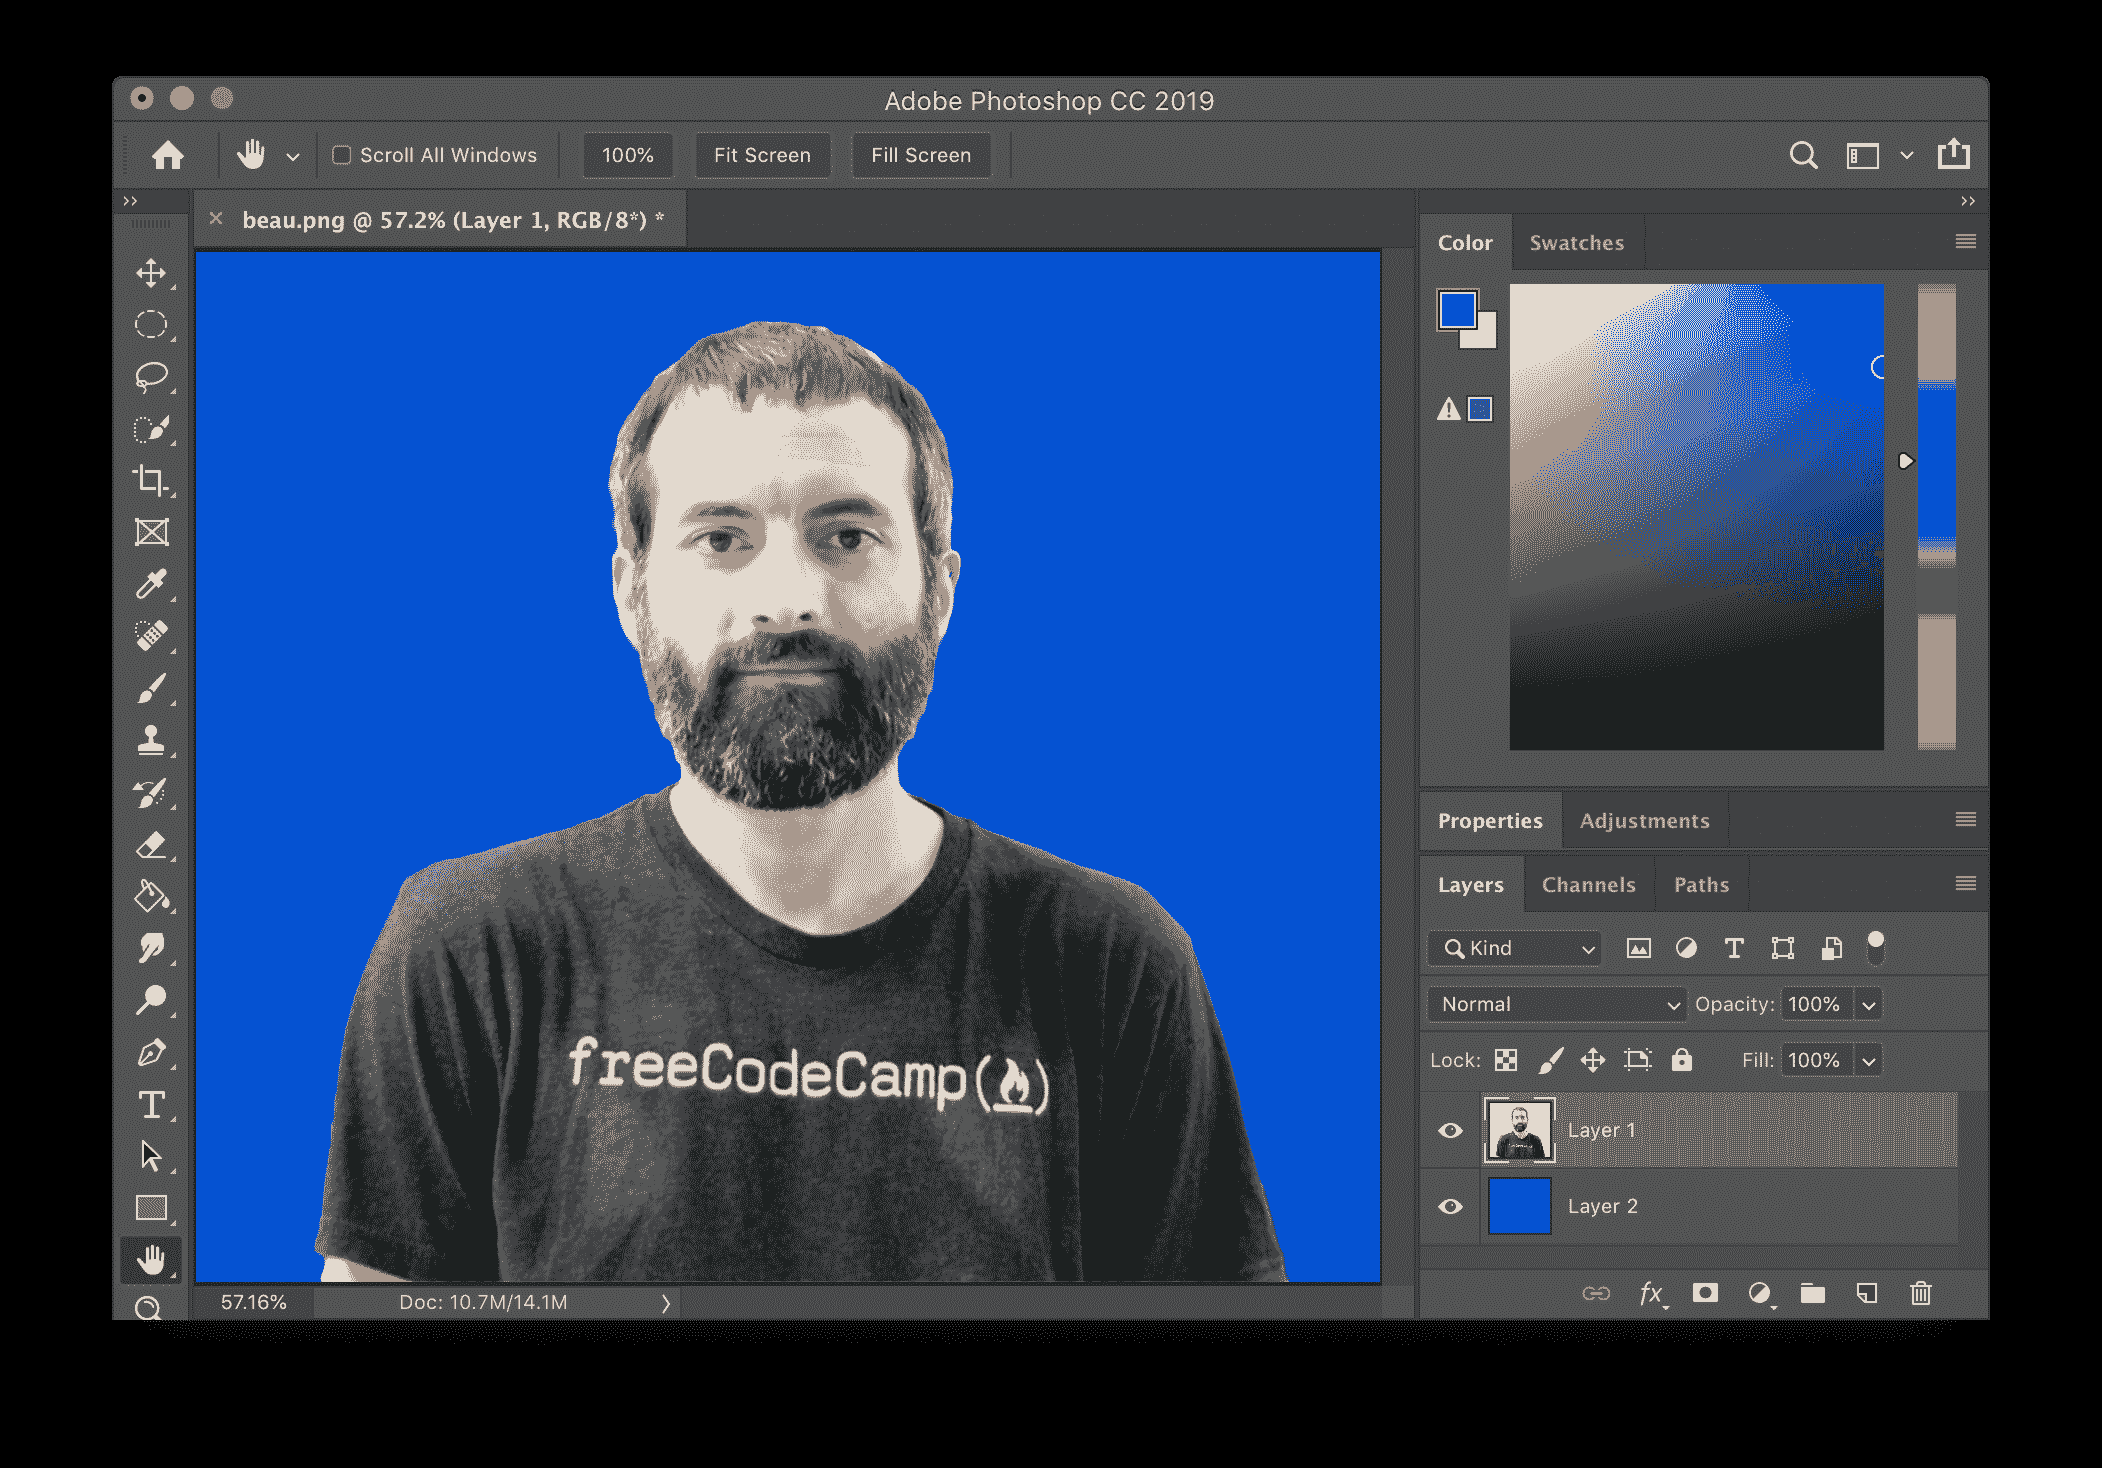 Adobe Photoshop CC 2019
Scroll All Windows 100% Fit Screen Fill Screen
beau.png @ 57.2% (Layer 1, RGB/8*) *
Color Swatches
freeCodeCamp(🔥)
Properties Adjustments
Layers Channels Paths
Kind
Normal Opacity: 100%
Lock: Fill: 100%
Layer 1
Layer 2
fx
57.16% Doc: 10.7M/14.1M